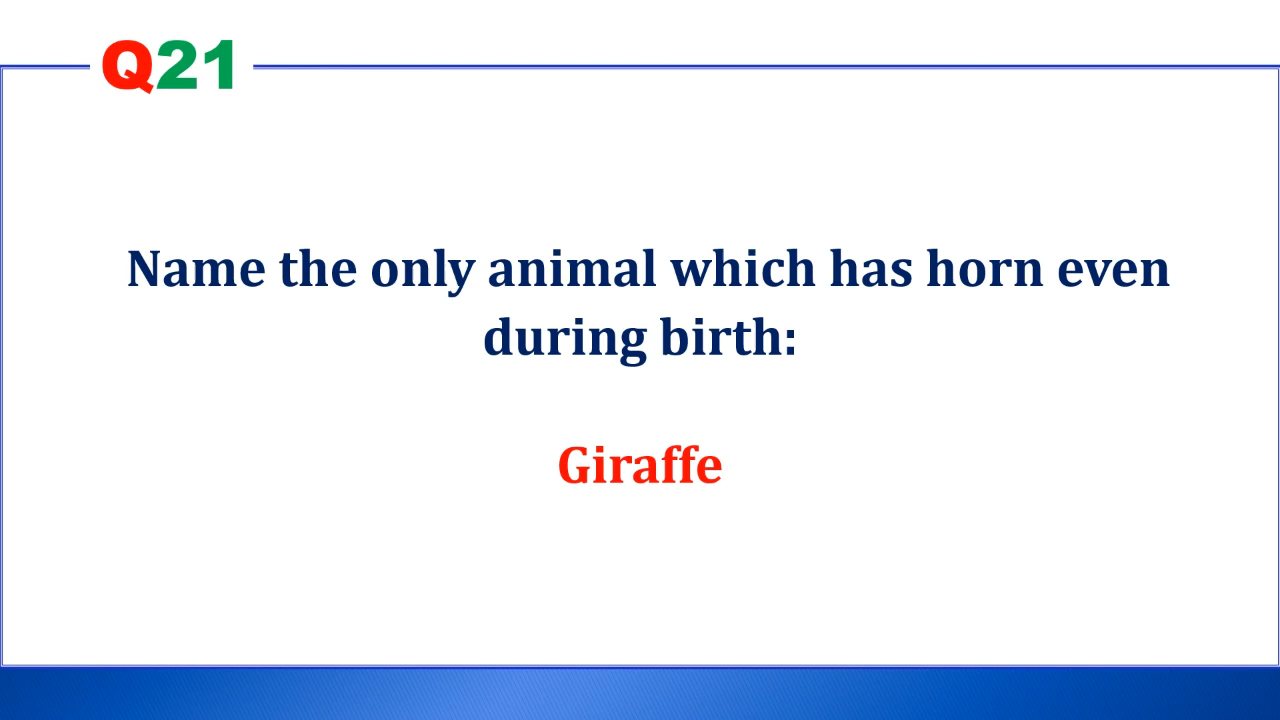 Q21
Name the only animal which has horn even
during birth:
Giraffe